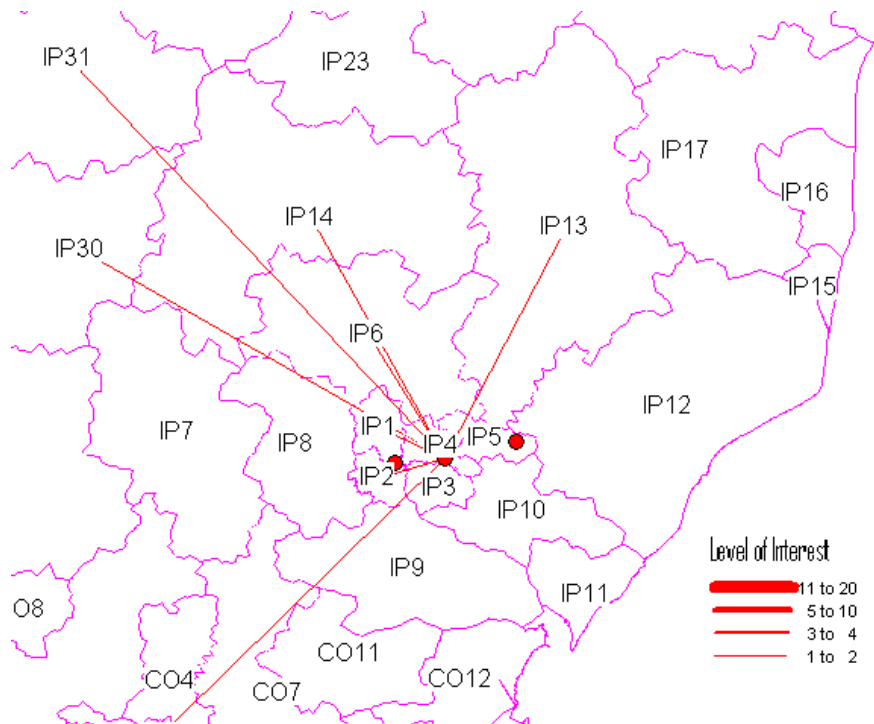 IP31
IP23
IP17
IP16
IP14
IP13
IP30
IP15
IP6
IP12
IP1
IP7
IP8
IP4
IP5
IP2
IP3
IP10
Level of Interest
IP9
11 to 20
IP11
5 to 10
O8
3 to 4
CO11
1 to 2
CO4
CO7
CO12